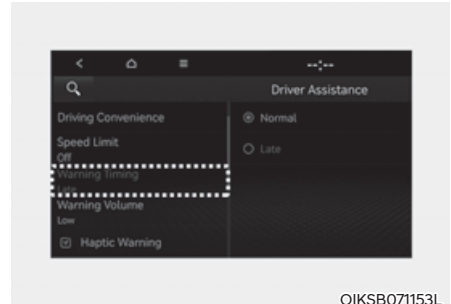 --:--
Driver Assistance
Driving Convenience
Normal
Speed Limit
Off
Late
Warning Timing
Late
Warning Volume
Low
Haptic Warning
OIKSB071153L